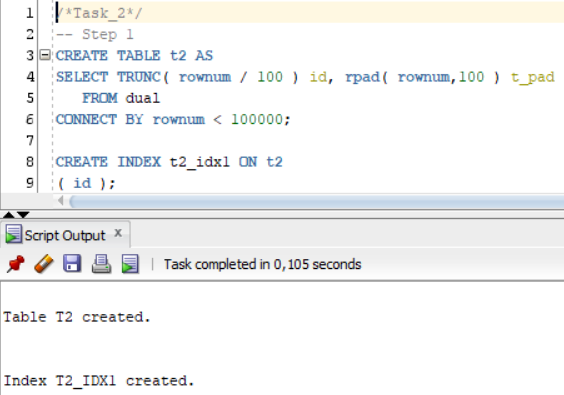 1 /*Task_2*/
2 -- Step 1
3 CREATE TABLE t2 AS
4 SELECT TRUNC( rownum / 100 ) id, rpad( rownum,100 ) t_pad
5 FROM dual
6 CONNECT BY rownum < 100000;
7
8 CREATE INDEX t2_idx1 ON t2
9 ( id );
Script Output x
Task completed in 0,105 seconds
Table T2 created.
Index T2_IDX1 created.